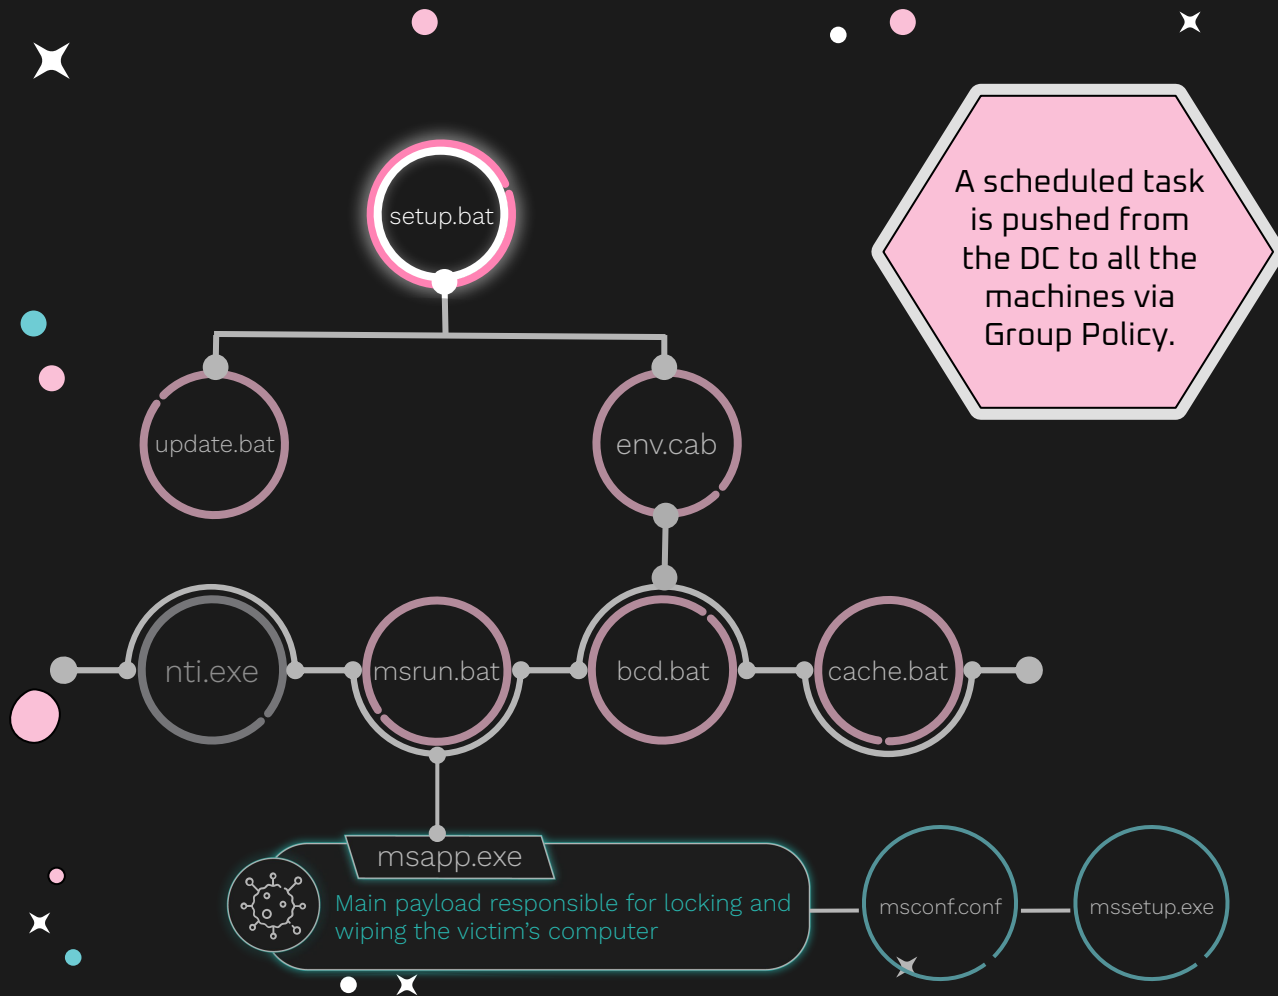 setup.bat
A scheduled task
is pushed from
the DC to all the
machines via
Group Policy.
update.bat
env.cab
nti.exe
msrun.bat
bcd.bat
cache.bat
msapp.exe
Main payload responsible for locking and
wiping the victim's computer
msconf.conf
mssetup.exe